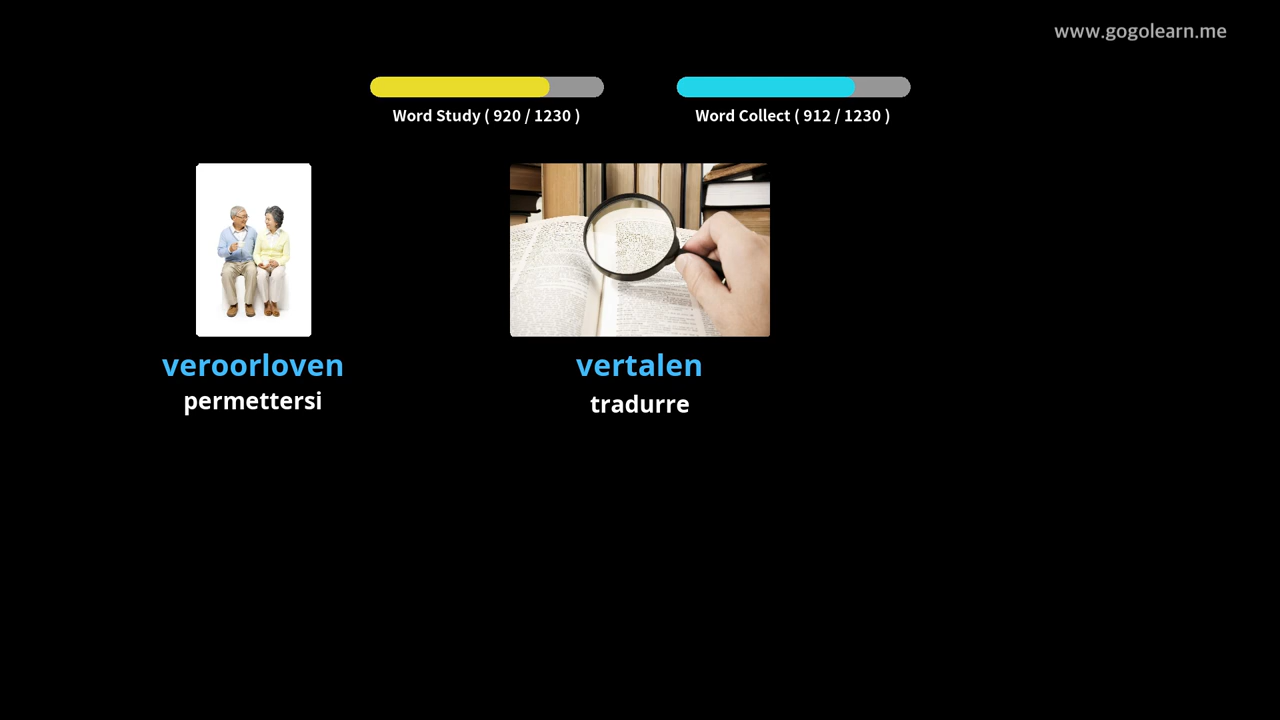 www.gogolearn.me
Word Study ( 920 / 1230 )
Word Collect ( 912 / 1230 )
veroorloven
permettersi
vertalen
tradurre